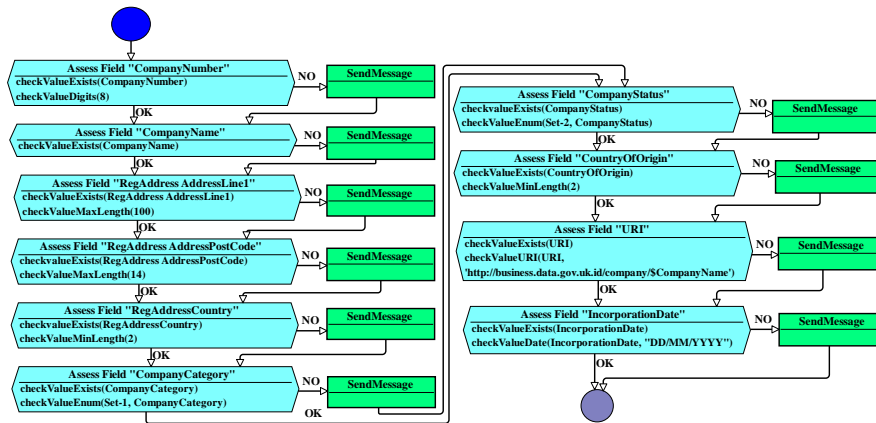 Assess Field "CompanyNumber"
checkValueExists(CompanyNumber)
checkValueDigits(8)
NO
SendMessage
OK
Assess Field "CompanyName"
checkValueExists(CompanyName)
NO
SendMessage
OK
Assess Field "RegAddress AddressLine1"
checkValueExists(RegAddress AddressLine1)
checkValueMaxLength(100)
NO
SendMessage
OK
Assess Field "RegAddress AddressPostCode"
checkvalueExists(RegAddress AddressPostCode)
checkValueMaxLength(14)
NO
SendMessage
OK
Assess Field "RegAddressCountry"
checkvalueExists(RegAddressCountry)
checkValueMinLength(2)
NO
SendMessage
OK
Assess Field "CompanyCategory"
checkValueExists(CompanyCategory)
checkValueEnum(Set-1, CompanyCategory)
NO
SendMessage
OK
Assess Field "CompanyStatus"
checkvalueExists(CompanyStatus)
checkValueEnum(Set-2, CompanyStatus)
NO
SendMessage
OK
Assess Field "CountryOfOrigin"
checkValueExists(CountryOfOrigin)
checkValueMinLength(2)
NO
SendMessage
OK
Assess Field "URI"
checkValueExists(URI)
checkValueURI(URI,
'http://business.data.gov.uk.id/company/$CompanyName')
NO
SendMessage
OK
Assess Field "IncorporationDate"
checkValueExists(IncorporationDate)
checkValueDate(IncorporationDate, "DD/MM/YYYY")
NO
SendMessage
OK